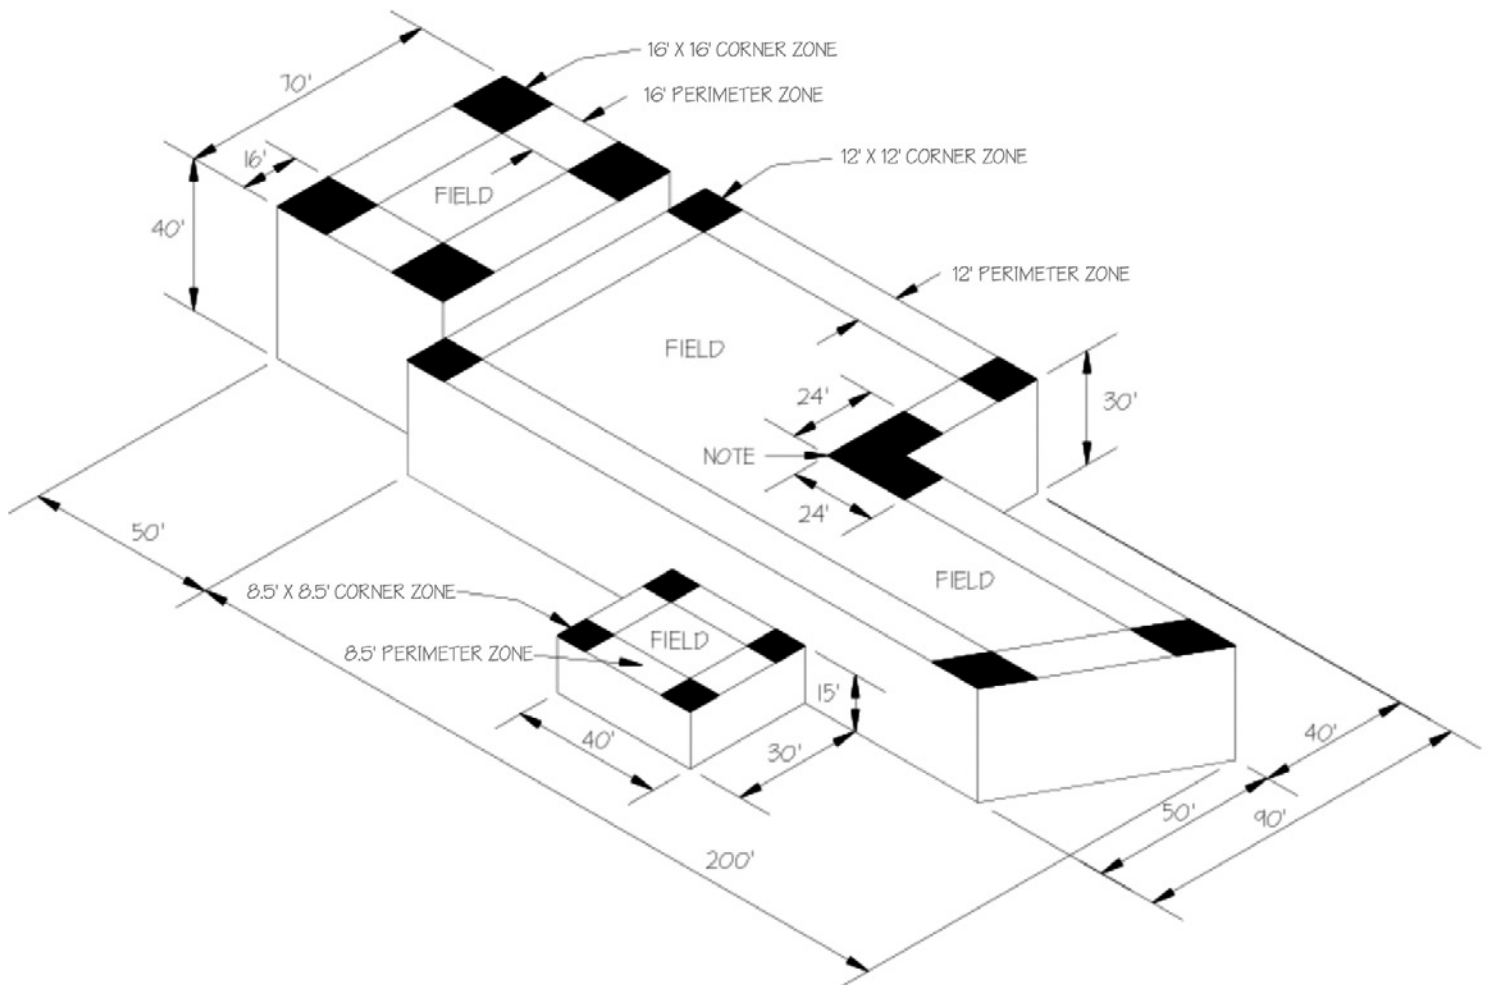 16' X 16' CORNER ZONE
70'
16' PERIMETER ZONE
16'
12' X 12' CORNER ZONE
FIELD
40'
12' PERIMETER ZONE
FIELD
24'
30'
NOTE
24'
50'
FIELD
8.5' X 8.5' CORNER ZONE
FIELD
8.5' PERIMETER ZONE
15'
40'
30'
40'
50'
90'
200'